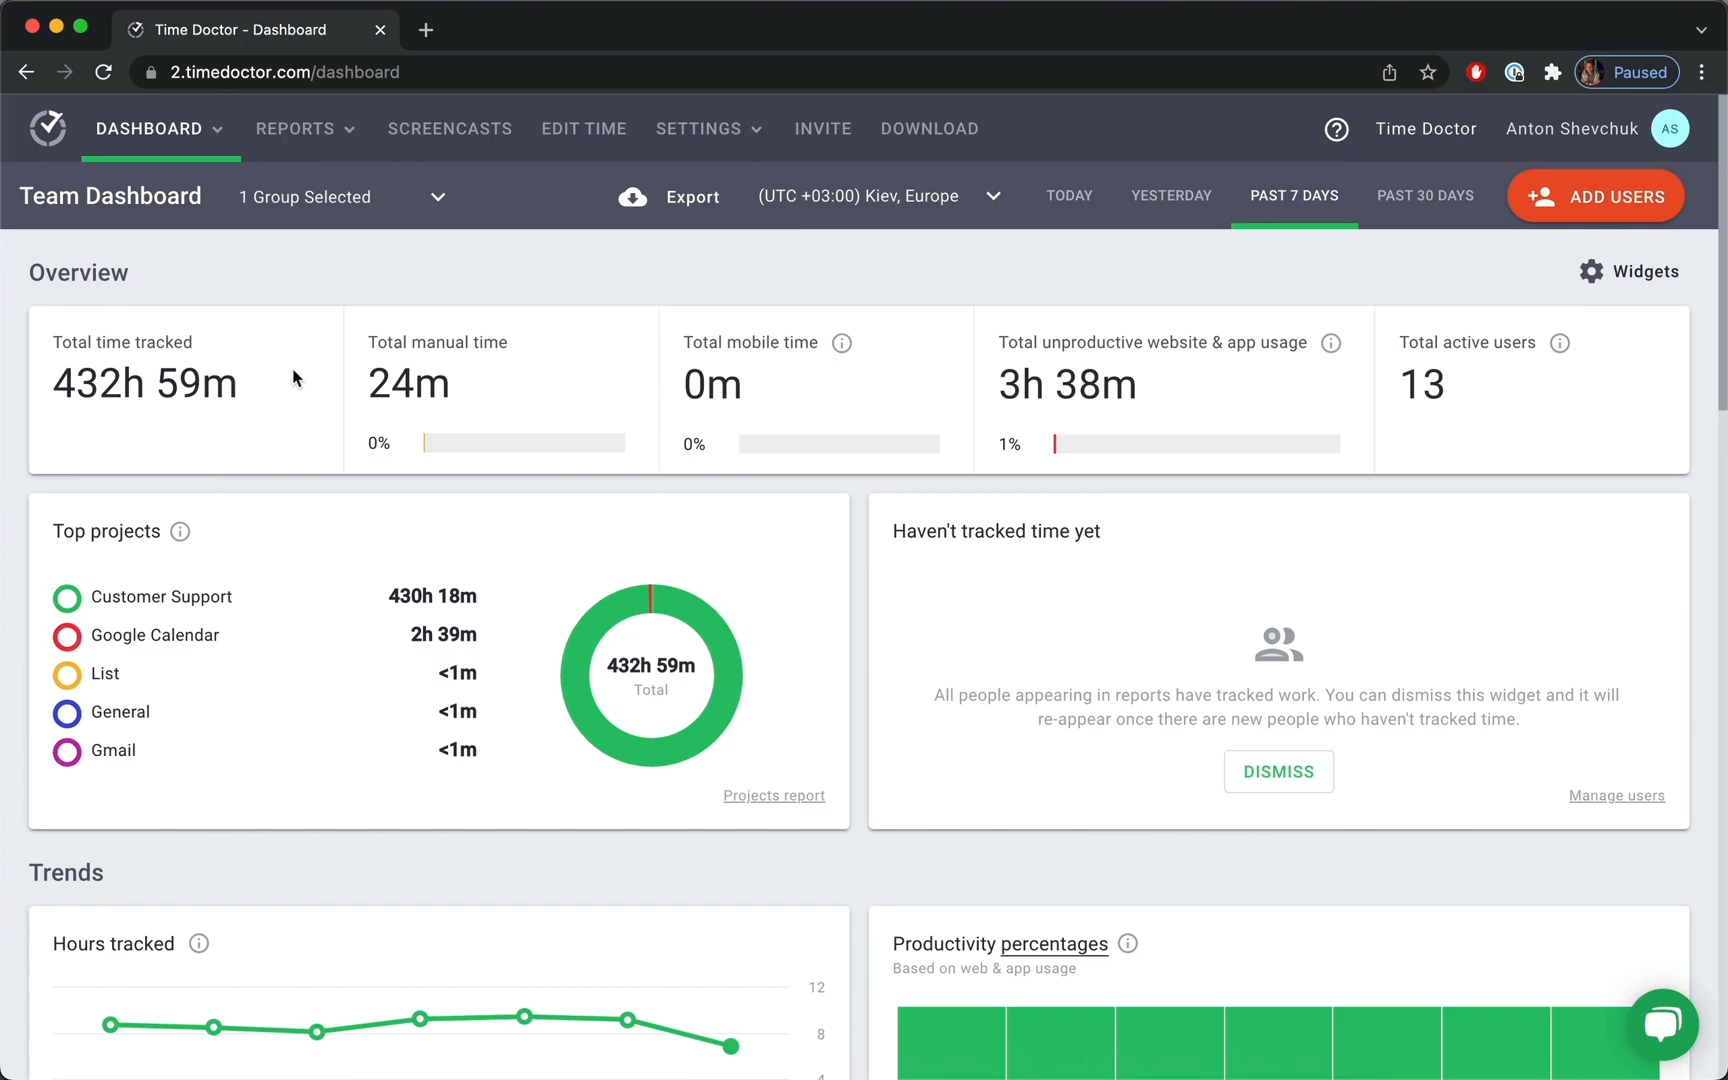 Time Doctor - Dashboard
2.timedoctor.com/dashboard
Paused
DASHBOARD
REPORTS
SCREENCASTS
EDIT TIME
SETTINGS
INVITE
DOWNLOAD
Time Doctor
Anton Shevchuk
AS
Team Dashboard
1 Group Selected
Export
(UTC +03:00) Kiev, Europe
TODAY
YESTERDAY
PAST 7 DAYS
PAST 30 DAYS
ADD USERS
Overview
Widgets
Total time tracked
432h 59m
Total manual time
24m
0%
Total mobile time
0m
0%
Total unproductive website & app usage
3h 38m
1%
Total active users
13
Top projects
Customer Support 430h 18m
Google Calendar 2h 39m
List <1m
General <1m
Gmail <1m
432h 59m
Total
Projects report
Haven't tracked time yet
All people appearing in reports have tracked work. You can dismiss this widget and it will
re-appear once there are new people who haven't tracked time.
DISMISS
Manage users
Trends
Hours tracked
12
8
Productivity percentages
Based on web & app usage